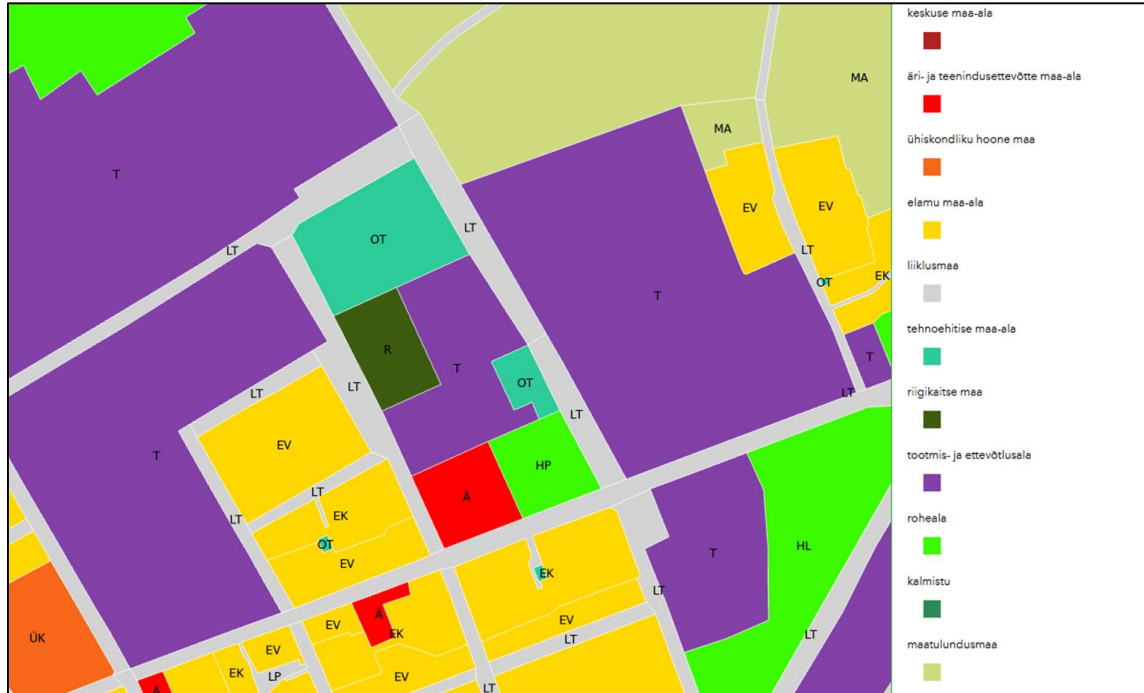 MA
MA
T
EV
EV
LT
OT
LT
LT
EK
OT
T
R
LT
T
OT
T
LT
LT
LT
EV
HP
T
Ä
LT
EK
LT
OT
EV
T
HL
EK
LT
Ä
EV
EK
EV
LT
ÜK
LT
EV
EK
LP
EV
LT
Ä
keskuse maa-ala
äri- ja teenindusettevõtte maa-ala
ühiskondliku hoone maa
elamu maa-ala
liiklusmaa
tehnoehitise maa-ala
riigikaitse maa
tootmis- ja ettevõtlusala
roheala
kalmistu
maatulundusmaa